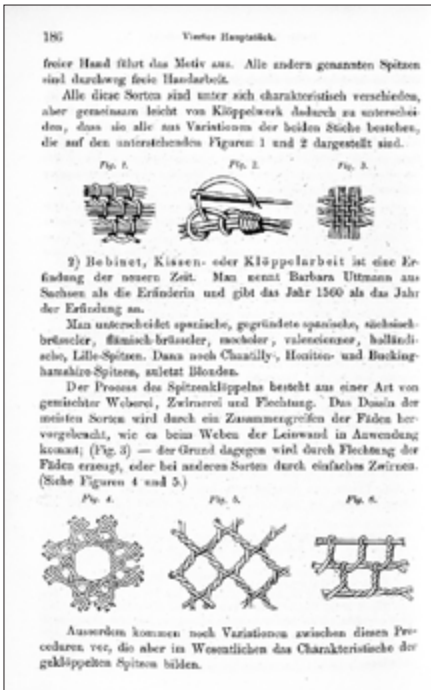 186
Viertes Hauptstück.
freier Hand führt das Motiv aus. Alle andern genannten Spitzen
sind durchweg freie Handarbeit.
Alle diese Sorten sind unter sich charakteristisch verschieden,
aber gemeinsam leicht von Klöppelwerk dadurch zu unterschei-
den, dass sie alle aus Variationen der beiden Stiche bestehen,
die auf den unterstehenden Figuren 1 und 2 dargestellt sind.
Fig. 1.
Fig. 2.
Fig. 3.
2) Bobinet, Kissen- oder Klöppelarbeit ist eine Er-
findung der neuern Zeit. Man nennt Barbara Uttmann aus
Sachsen als die Erfinderin und gibt das Jahr 1560 als das Jahr
der Erfindung an.
Man unterscheidet spanische, gegründete spanische, sächsisch-
brüsseler, flämisch-brüsseler, mecheler, valencienner, holländi-
sche, Lille-Spitzen. Dann noch Chantilly-, Honiton- und Bucking-
hamshire-Spitzen, zuletzt Blonden.
Der Process des Spitzenklöppelns besteht aus einer Art von
gemischter Weberei, Zwirnerei und Flechtung. Das Dessin der
meisten Sorten wird durch ein Zusammengreifen der Fäden her-
vorgebracht, wie es beim Weben der Leinwand in Anwendung
kommt; (Fig. 3) — der Grund dagegen wird durch Flechtung der
Fäden erzeugt, oder bei anderen Sorten durch einfaches Zwirnen.
(Siehe Figuren 4 und 5.)
Fig. 4.
Fig. 5.
Fig. 6.
Ausserdem kommen noch Variationen zwischen diesen Pro-
ceduren vor, die aber im Wesentlichen das Charakteristische der
geklöppelten Spitzen bilden.